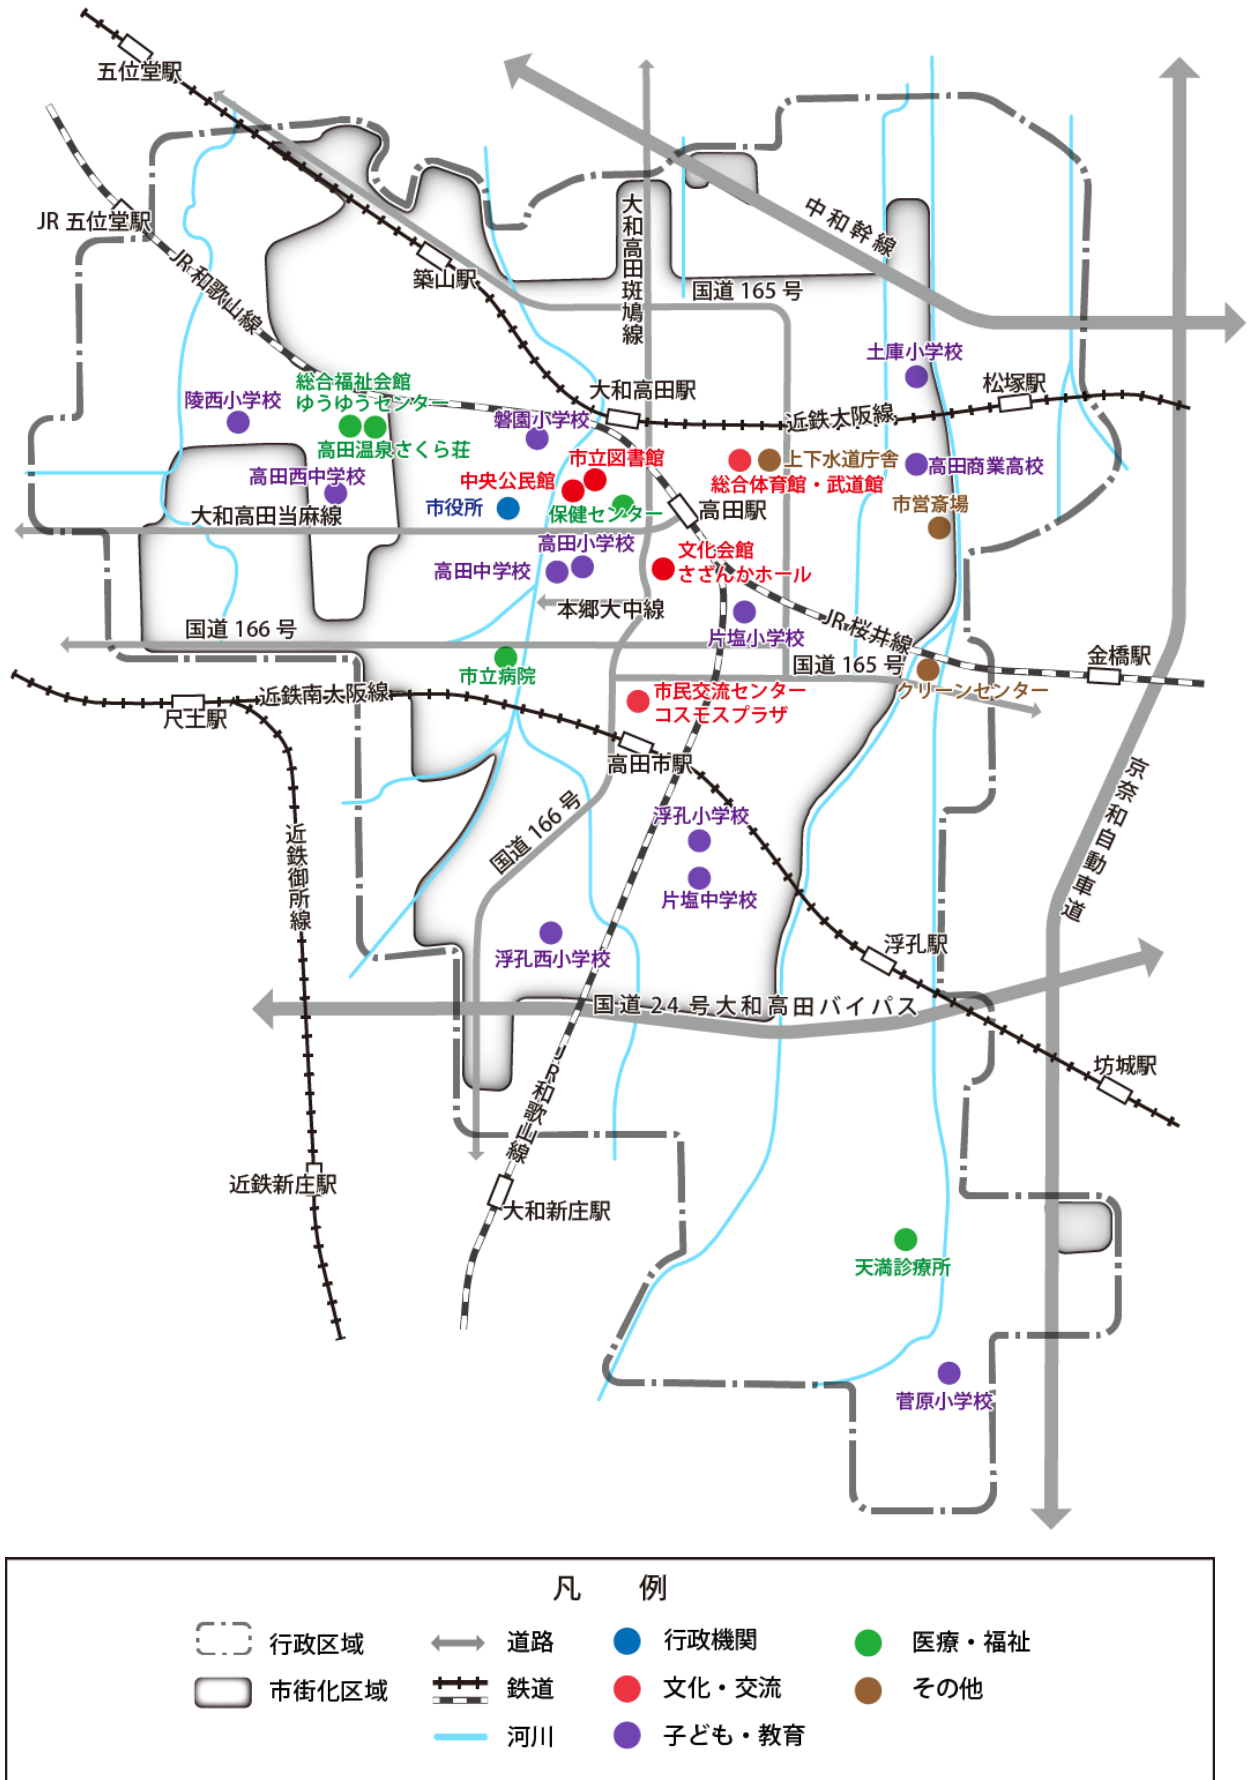 五位堂駅
JR 五位堂駅
JR 和歌山線
築山駅
大和高田斑鳩線
中和幹線
国道 165 号
土庫小学校
松塚駅
大和高田駅
近鉄大阪線
総合福祉会館
ゆうゆうセンター
陵西小学校
高田温泉さくら荘
磐園小学校
市立図書館
中央公民館
上下水道庁舎
総合体育館・武道館
高田商業高校
高田西中学校
市役所
保健センター
高田駅
市営斎場
大和高田当麻線
高田小学校
高田中学校
文化会館
さざんかホール
本郷大中線
片塩小学校
JR 桜井線
国道 166 号
市立病院
国道 165 号
金橋駅
クリーンセンター
近鉄南大阪線
尺土駅
市民交流センター
コスモスプラザ
高田市駅
京奈和自動車道
国道 166 号
浮孔小学校
片塩中学校
近鉄御所線
浮孔西小学校
浮孔駅
国道 24 号大和高田バイパス
坊城駅
JR和歌山線
近鉄新庄駅
大和新庄駅
天満診療所
菅原小学校
凡 例
行政区域
道路
行政機関
医療・福祉
市街化区域
鉄道
文化・交流
その他
河川
子ども・教育